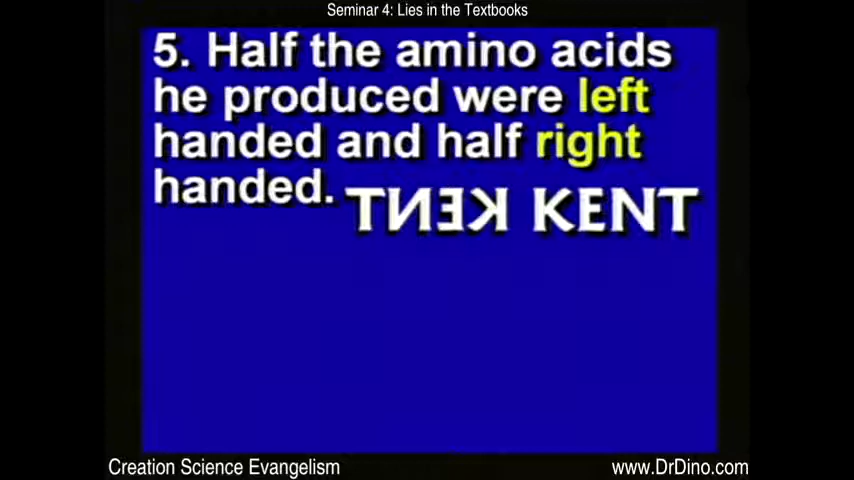 Seminar 4: Lies in the Textbooks
5. Half the amino acids
he produced were left
handed and half right
handed.
TNEK KENT
Creation Science Evangelism
www.DrDino.com